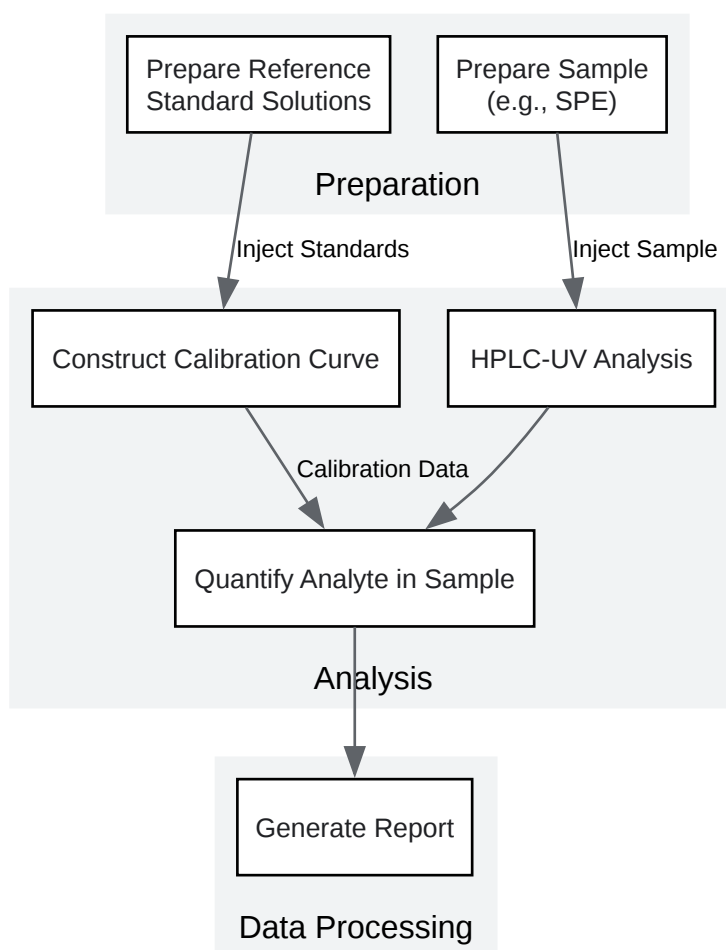 Prepare Reference
Standard Solutions
Prepare Sample
(e.g., SPE)
Preparation
Inject Standards
Inject Sample
Construct Calibration Curve
HPLC-UV Analysis
Calibration Data
Quantify Analyte in Sample
Analysis
Generate Report
Data Processing